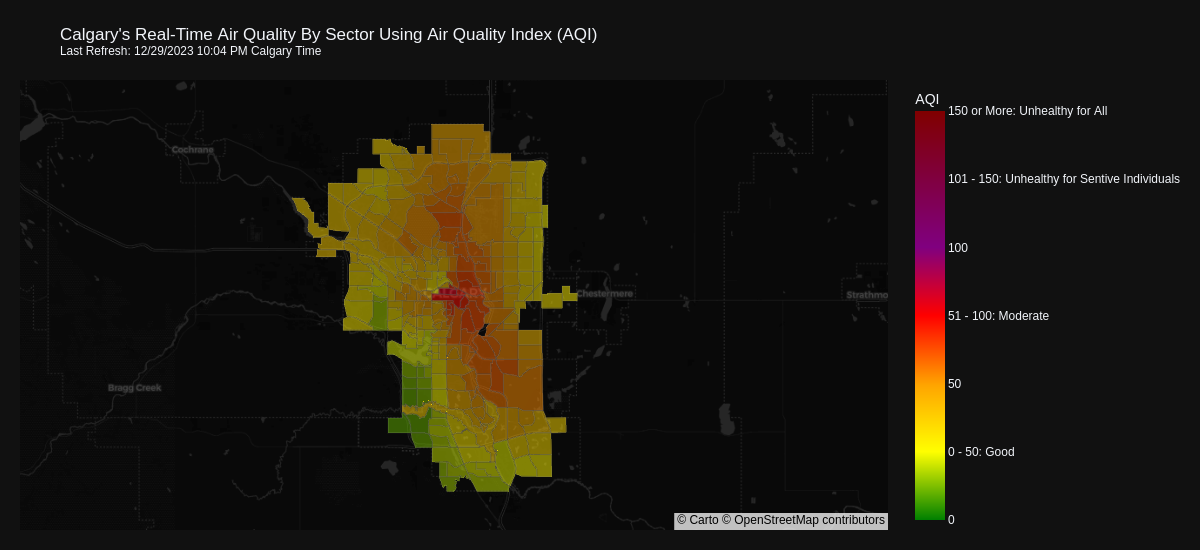 Calgary's Real-Time Air Quality By Sector Using Air Quality Index (AQI)
Last Refresh: 12/29/2023 10:04 PM Calgary Time
AQI
150 or More: Unhealthy for All
101 - 150: Unhealthy for Sentive Individuals
100
51 - 100: Moderate
50
0 - 50: Good
0
Cochrane
CALGARY
Chestermere
Strathmo
Bragg Creek
© Carto © OpenStreetMap contributors